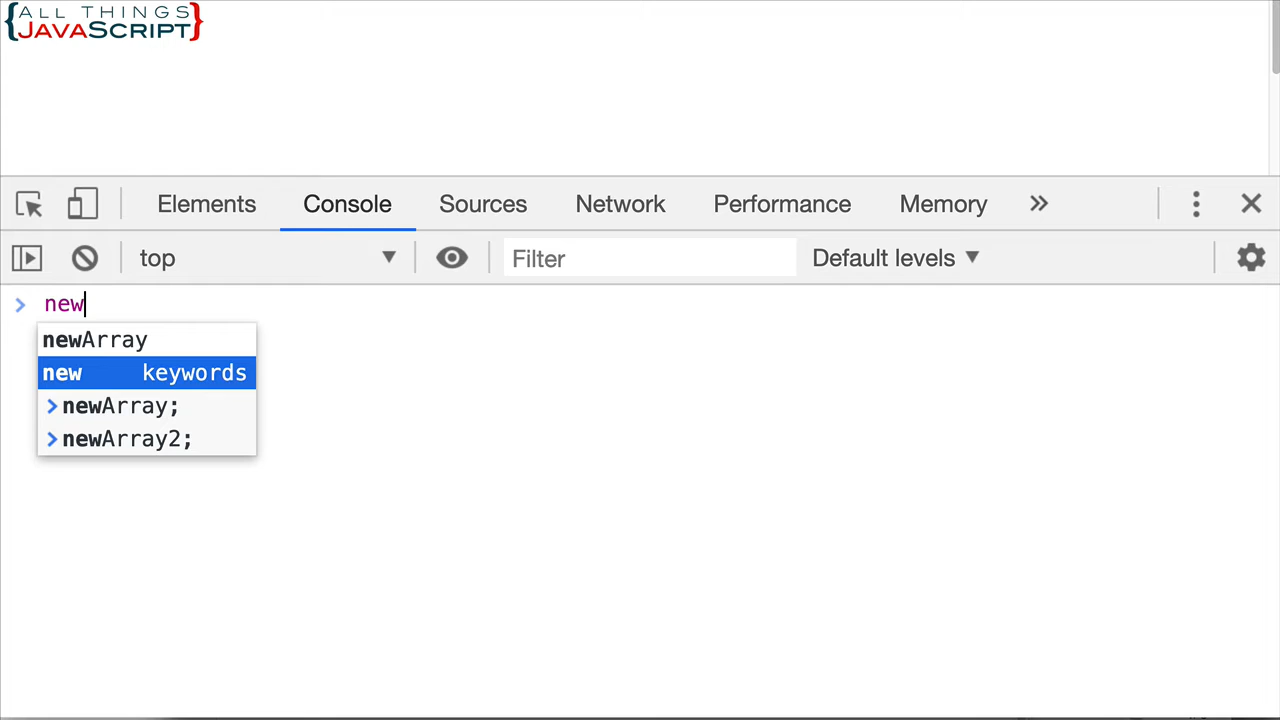 {ALL THINGS
JAVASCRIPT}
Elements Console Sources Network Performance Memory »
top ▼ Filter Default levels ▼
> new
newArray
new keywords
> newArray;
> newArray2;